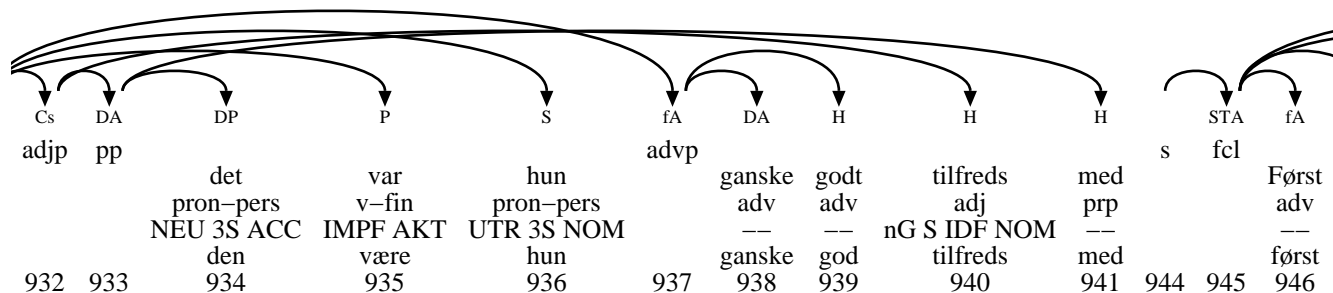 Cs DA DP P S fA DA H H H STA fA
adjp pp advp s fcl
det var hun ganske godt tilfreds med Først
pron−pers v−fin pron−pers adv adv adj prp adv
NEU 3S ACC IMPF AKT UTR 3S NOM −− −− nG S IDF NOM −− −−
den være hun ganske god tilfreds med først
932 933 934 935 936 937 938 939 940 941 944 945 946